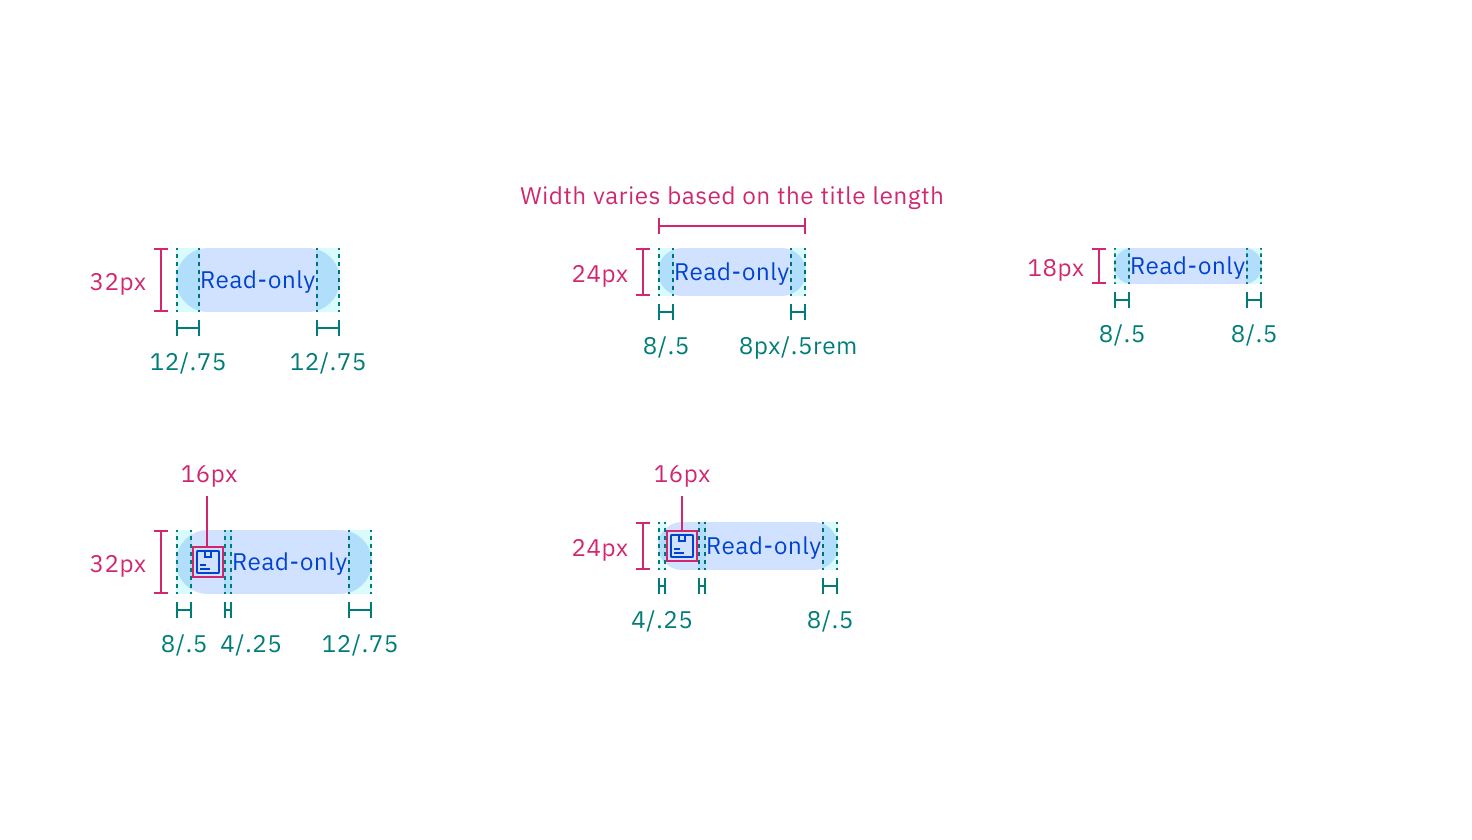 Width varies based on the title length
32px
Read-only
12/.75
12/.75
24px
Read-only
8/.5
8px/.5rem
18px
Read-only
8/.5
8/.5
16px
32px
Read-only
8/.5
4/.25
12/.75
16px
24px
Read-only
4/.25
8/.5